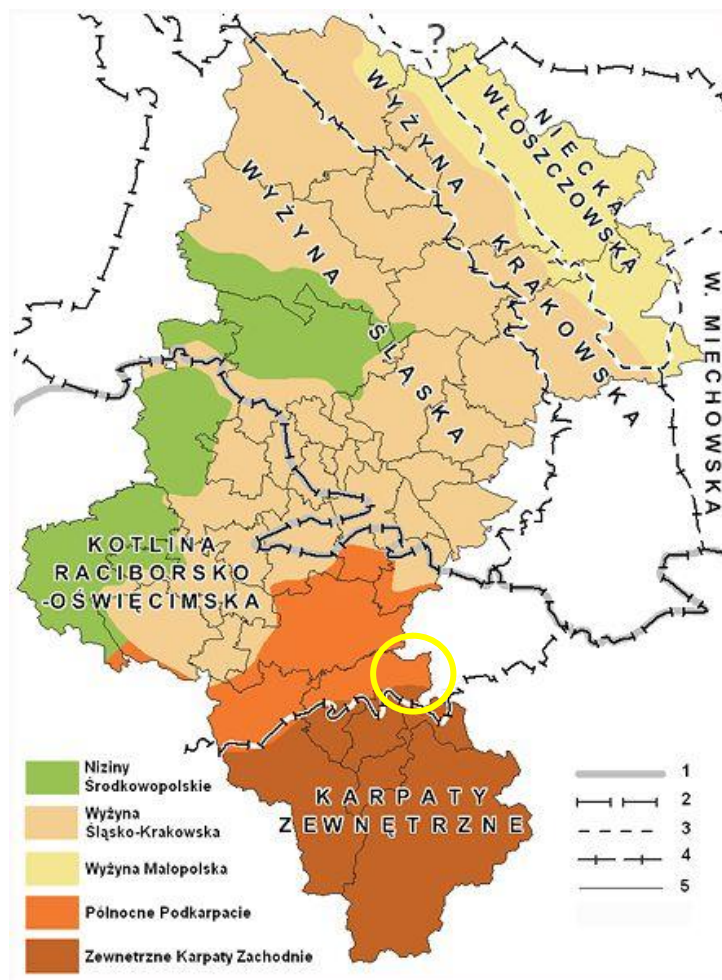 ?
WYŻYNA
KRAKOWSKA
NIECKA
WŁOSZCZOWSKA
WYŻYNA
ŚLĄSKA
W. MIECHOWSKA
KOTLINA
RACIBORSKO
-OŚWIĘCIMSKA
KARPATY
ZEWNĘTRZNE
Niziny
Środkowopolskie
Wyżyna
Śląsko-Krakowska
Wyżyna Małopolska
Północne Podkarpacie
Zewnetrzne Karpaty Zachodnie
1
2
3
4
5